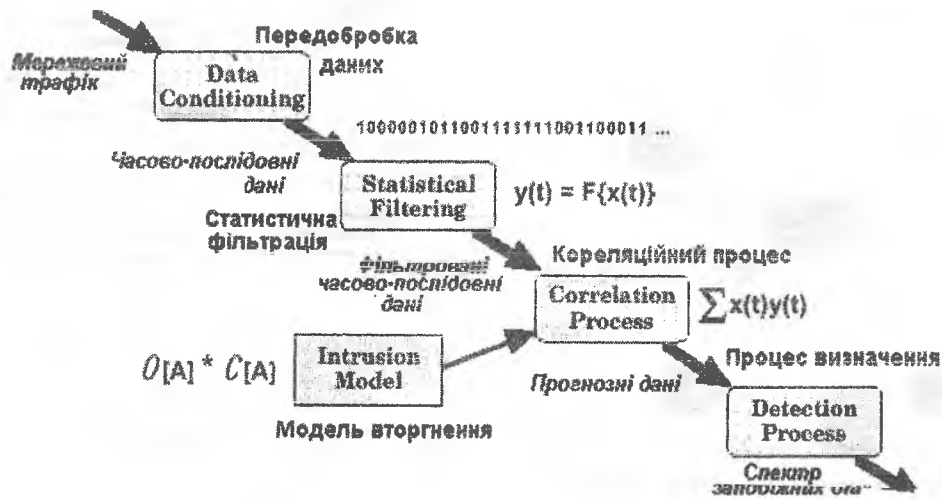 Передобробка
даних
Мережевий
трафік
Data
Conditioning
1000001011001111111001100011 ...
Часово-послідовні
дані
Statistical
Filtering
y(t) = F{x(t)}
Статистична
фільтрація
Кореляційний процес
Фільтровані
часово-послідовні
дані
Correlation
Process
∑x(t)y(t)
O[A] * C[A]
Intrusion
Model
Процес визначення
Прогнозні дані
Модель вторгнення
Detection
Process
Спектр